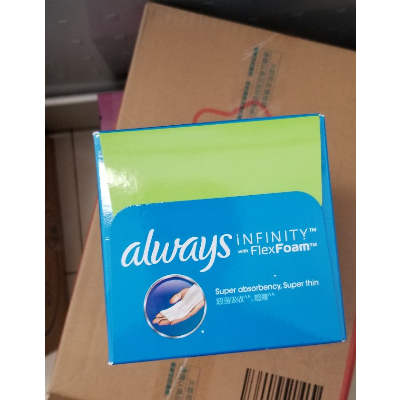 always INFINITY™
with FlexFoam™
Super absorbency, Super thin